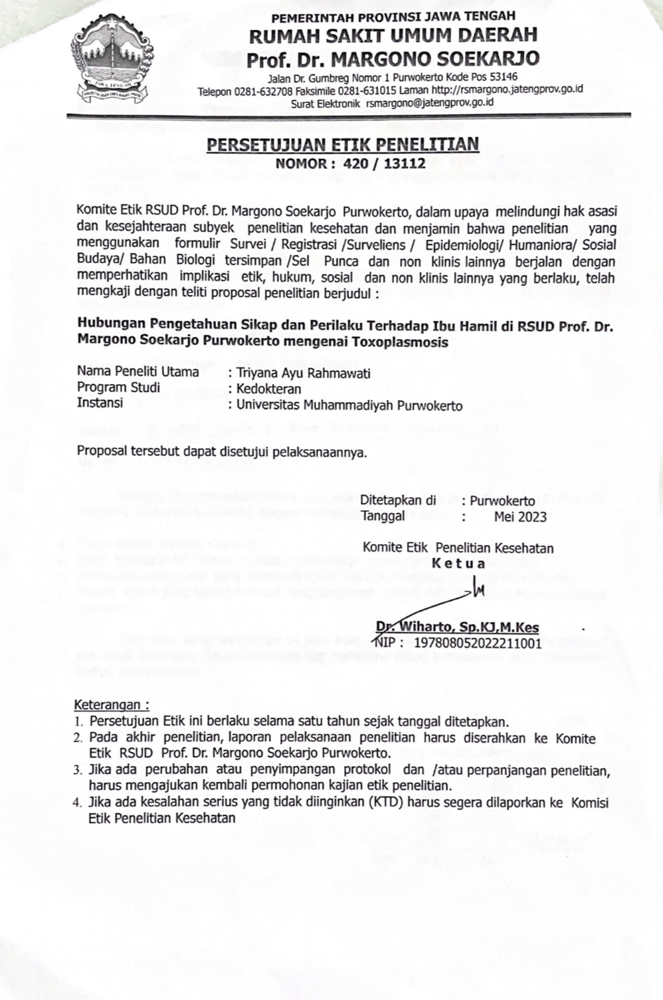 PEMERINTAH PROVINSI JAWA TENGAH
RUMAH SAKIT UMUM DAERAH
Prof. Dr. MARGONO SOEKARJO
Jalan Dr. Gumbreg Nomor 1 Purwokerto Kode Pos 53146
Telepon 0281-632708 Faksimile 0281-631015 Laman http://rsmargono.jatengprov.go.id
Surat Elektronik rsmargono@jatengprov.go.id
JAWA TENGAH
PERSETUJUAN ETIK PENELITIAN
NOMOR : 420 / 13112
Komite Etik RSUD Prof. Dr. Margono Soekarjo Purwokerto, dalam upaya melindungi hak asasi
dan kesejahteraan subyek penelitian kesehatan dan menjamin bahwa penelitian yang
menggunakan formulir Survei / Registrasi /Surveliens / Epidemiologi/ Humaniora/ Sosial
Budaya/ Bahan Biologi tersimpan /Sel Punca dan non klinis lainnya berjalan dengan
memperhatikan implikasi etik, hukum, sosial dan non klinis lainnya yang berlaku, telah
mengkaji dengan teliti proposal penelitian berjudul :
Hubungan Pengetahuan Sikap dan Perilaku Terhadap Ibu Hamil di RSUD Prof. Dr.
Margono Soekarjo Purwokerto mengenai Toxoplasmosis
Nama Peneliti Utama : Triyana Ayu Rahmawati
Program Studi : Kedokteran
Instansi : Universitas Muhammadiyah Purwokerto
Proposal tersebut dapat disetujui pelaksanaannya.
Ditetapkan di : Purwokerto
Tanggal : Mei 2023
Komite Etik Penelitian Kesehatan
K e t u a
Dr. Wiharto, Sp.KJ,M.Kes
NIP : 197808052022211001
Keterangan :
1. Persetujuan Etik ini berlaku selama satu tahun sejak tanggal ditetapkan.
2. Pada akhir penelitian, laporan pelaksanaan penelitian harus diserahkan ke Komite
Etik RSUD Prof. Dr. Margono Soekarjo Purwokerto.
3. Jika ada perubahan atau penyimpangan protokol dan /atau perpanjangan penelitian,
harus mengajukan kembali permohonan kajian etik penelitian.
4. Jika ada kesalahan serius yang tidak diinginkan (KTD) harus segera dilaporkan ke Komisi
Etik Penelitian Kesehatan